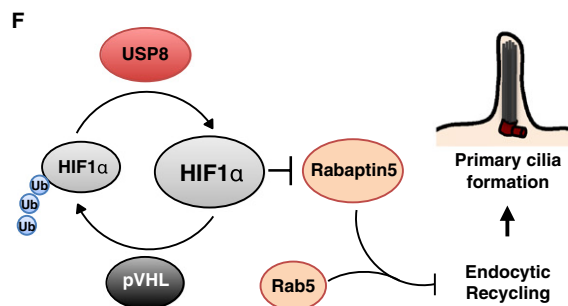 F
USP8
HIF1α
HIF1α
Rabaptin5
Ub
Ub
Ub
pVHL
Rab5
Primary cilia
formation
Endocytic
Recycling